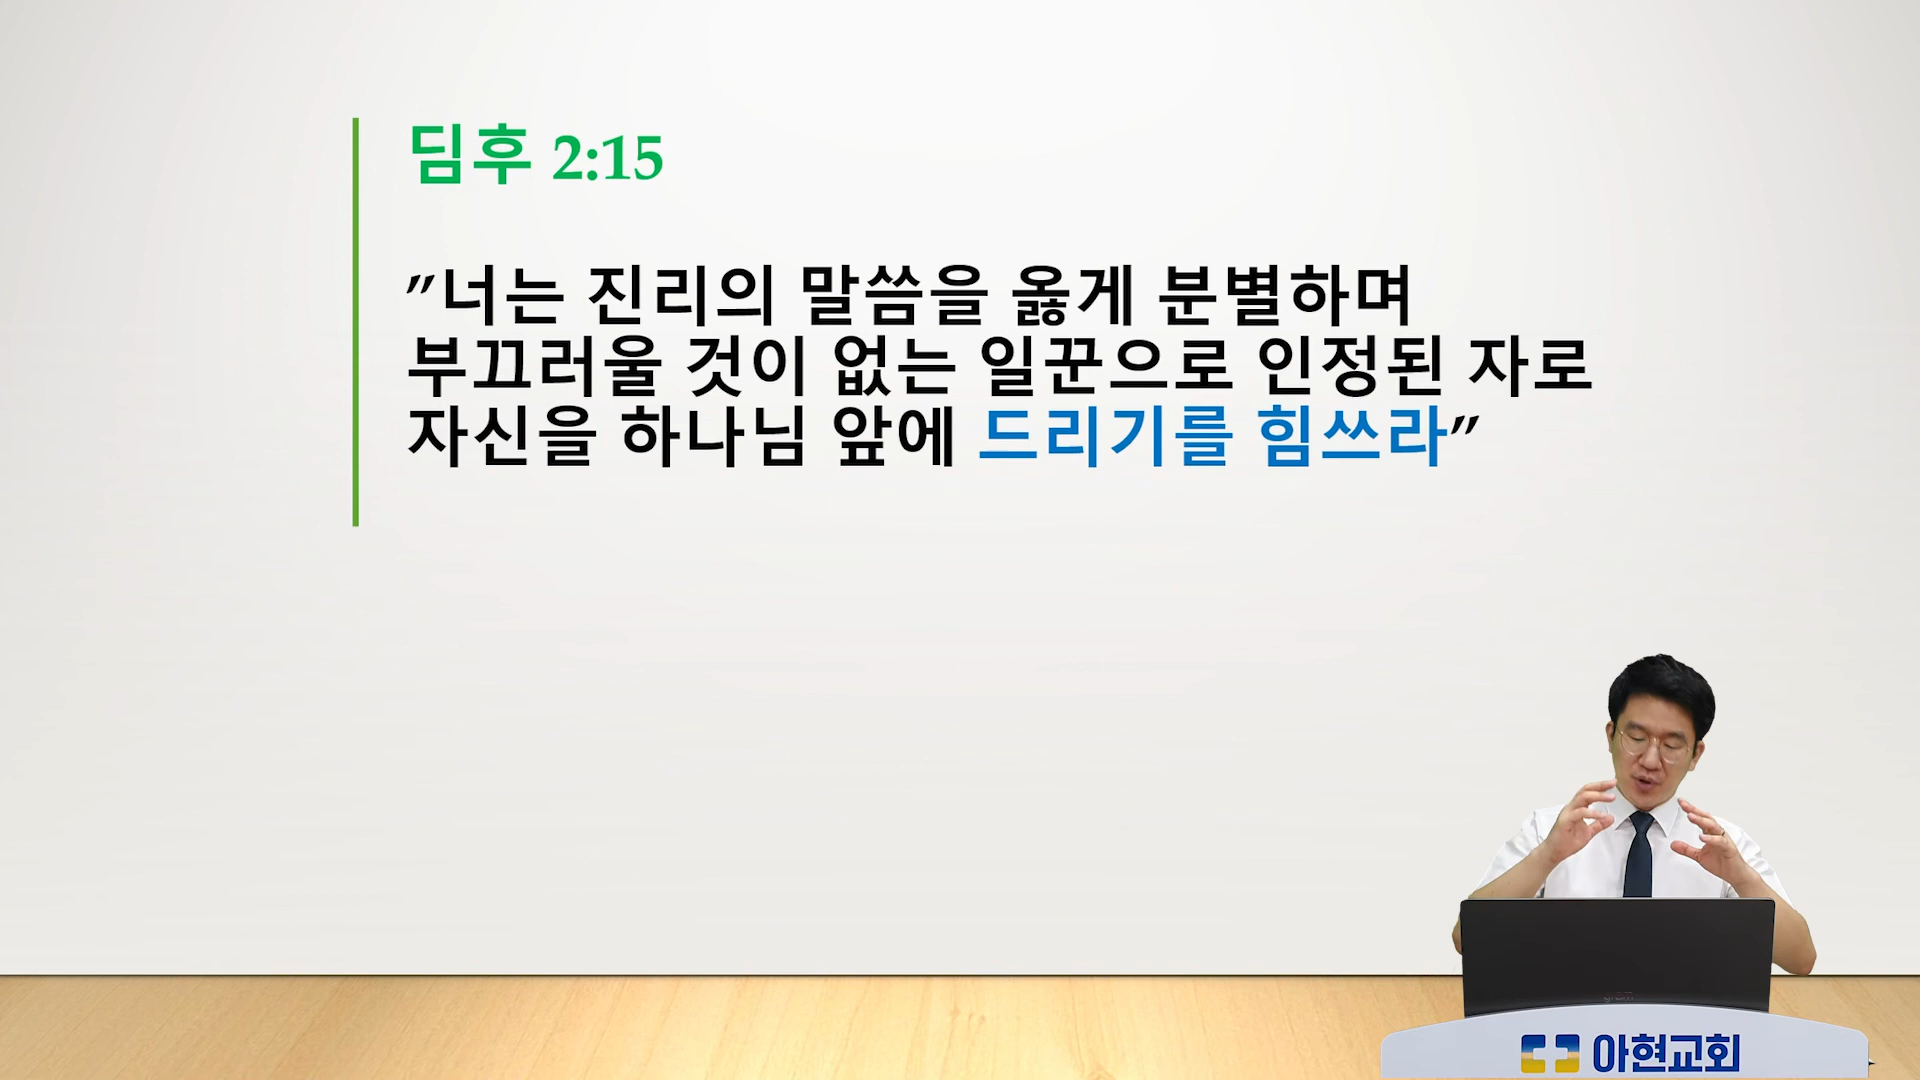 딤후 2:15
"너는 진리의 말씀을 옳게 분별하며
부끄러울 것이 없는 일꾼으로 인정된 자로
자신을 하나님 앞에 드리기를 힘쓰라"
아현교회